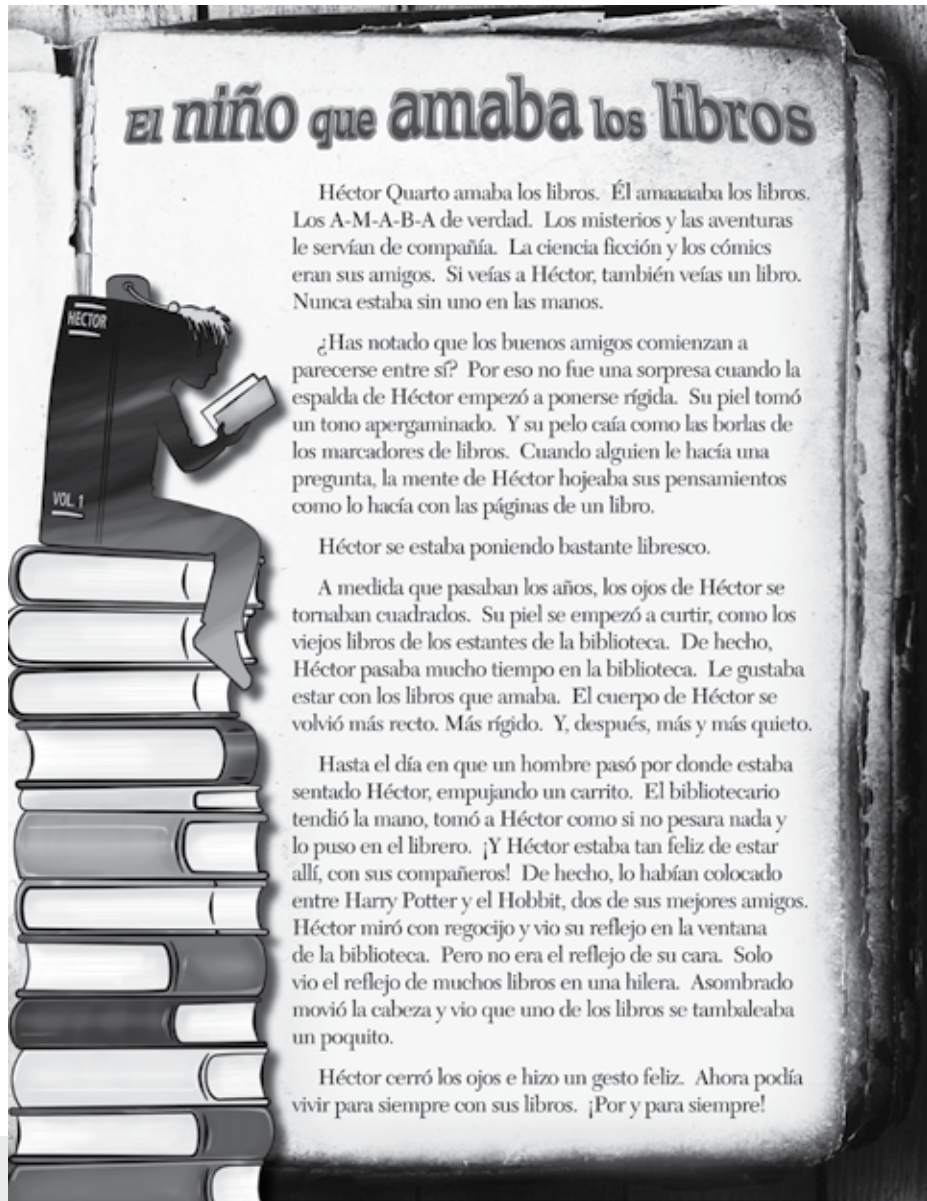 El niño que amaba los libros
Héctor Quarto amaba los libros. Él amaaaaba los libros.
Los A-M-A-B-A de verdad. Los misterios y las aventuras
le servían de compañía. La ciencia ficción y los cómics
eran sus amigos. Si veías a Héctor, también veías un libro.
Nunca estaba sin uno en las manos.
¿Has notado que los buenos amigos comienzan a
parecerse entre sí? Por eso no fue una sorpresa cuando la
espalda de Héctor empezó a ponerse rígida. Su piel tomó
un tono apergaminado. Y su pelo caía como las borlas de
los marcadores de libros. Cuando alguien le hacía una
pregunta, la mente de Héctor hojeaba sus pensamientos
como lo hacía con las páginas de un libro.
Héctor se estaba poniendo bastante libresco.
A medida que pasaban los años, los ojos de Héctor se
tornaban cuadrados. Su piel se empezó a curtir, como los
viejos libros de los estantes de la biblioteca. De hecho,
Héctor pasaba mucho tiempo en la biblioteca. Le gustaba
estar con los libros que amaba. El cuerpo de Héctor se
volvió más recto. Más rígido. Y, después, más y más quieto.
Hasta el día en que un hombre pasó por donde estaba
sentado Héctor, empujando un carrito. El bibliotecario
tendió la mano, tomó a Héctor como si no pesara nada y
lo puso en el librero. ¡Y Héctor estaba tan feliz de estar
allí, con sus compañeros! De hecho, lo habían colocado
entre Harry Potter y el Hobbit, dos de sus mejores amigos.
Héctor miró con regocijo y vio su reflejo en la ventana
de la biblioteca. Pero no era el reflejo de su cara. Solo
vio el reflejo de muchos libros en una hilera. Asombrado
movió la cabeza y vio que uno de los libros se tambaleaba
un poquito.
Héctor cerró los ojos e hizo un gesto feliz. Ahora podía
vivir para siempre con sus libros. ¡Por y para siempre!
HECTOR
VOL. 1